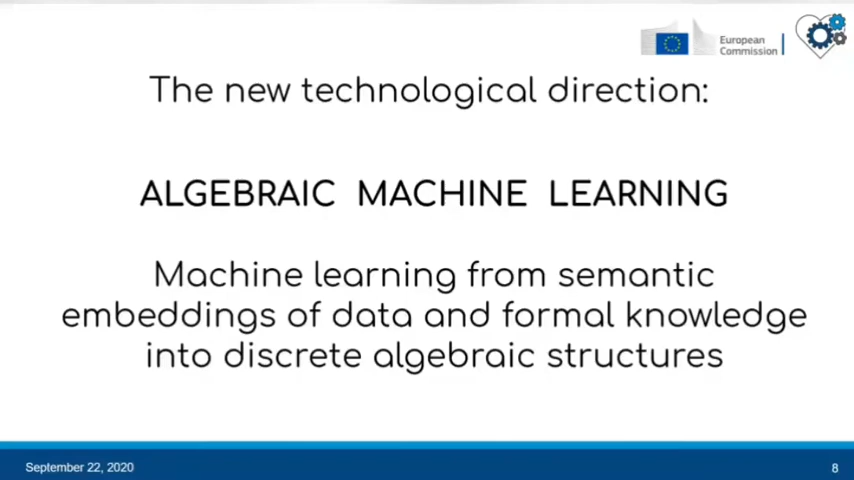 European
Commission
The new technological direction:
ALGEBRAIC MACHINE LEARNING
Machine learning from semantic
embeddings of data and formal knowledge
into discrete algebraic structures
September 22, 2020
8